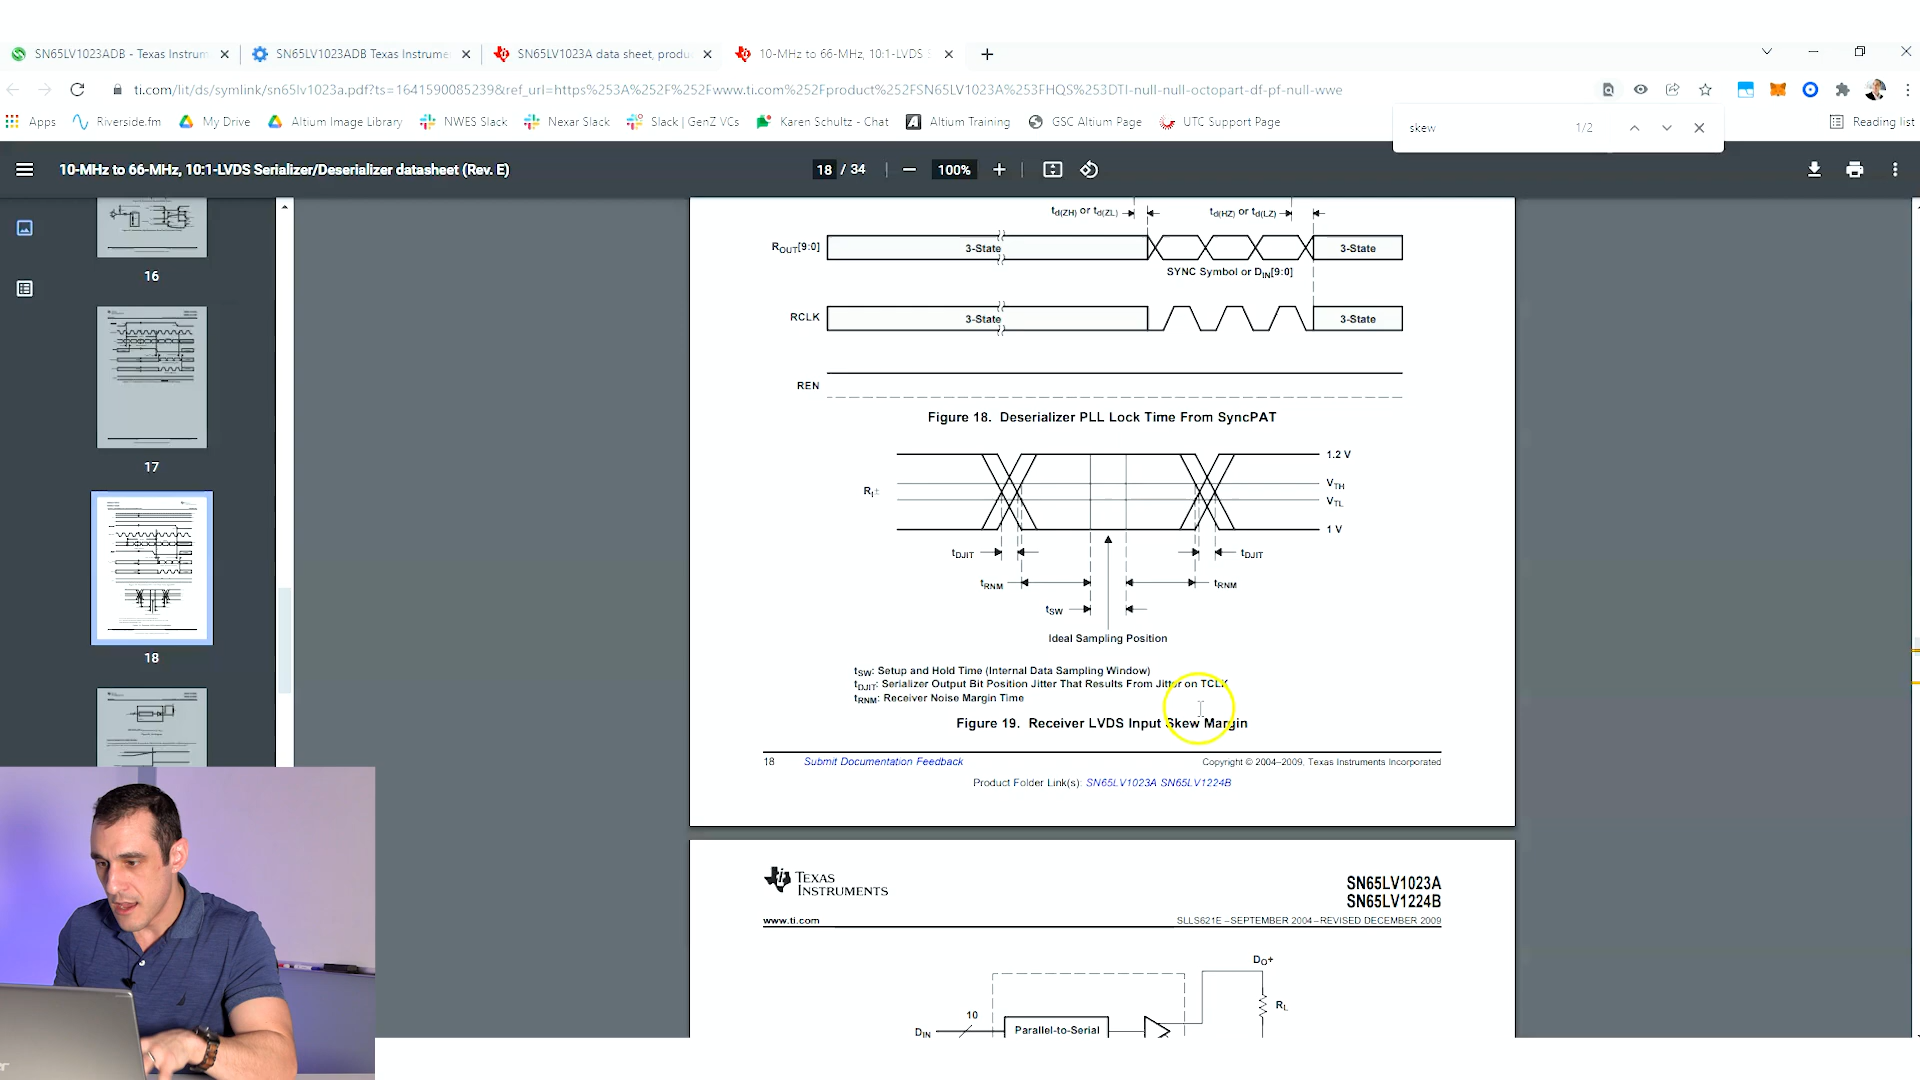 SN65LV1023ADB - Texas Instrum
SN65LV1023ADB Texas Instrume
SN65LV1023A data sheet, produ
10-MHz to 66-MHz, 10:1-LVDS S
ti.com/lit/ds/symlink/sn65lv1023a.pdf?ts=1641590085239&ref_url=https%253A%252F%252Fwww.ti.com%252Fproduct%252FSN65LV1023A%253FHQS%253DTI-null-null-octopart-df-pf-null-wwe
Apps Riverside.fm My Drive Altium Image Library NWES Slack Nexar Slack Slack | GenZ VCs Karen Schultz - Chat Altium Training GSC Altium Page UTC Support Page Reading list
skew 1/2
10-MHz to 66-MHz, 10:1-LVDS Serializer/Deserializer datasheet (Rev. E)
18 / 34 100%
16
17
18
td(ZH) or td(ZL) td(HZ) or td(LZ)
ROUT[9:0] 3-State 3-State
SYNC Symbol or DIN[9:0]
RCLK 3-State 3-State
REN
Figure 18. Deserializer PLL Lock Time From SyncPAT
1.2 V
RI± VTH
VTL
1 V
tDJIT tDJIT
tRNM tRNM
tSW
Ideal Sampling Position
tSW: Setup and Hold Time (Internal Data Sampling Window)
tDJIT: Serializer Output Bit Position Jitter That Results From Jitter on TCLK
tRNM: Receiver Noise Margin Time
Figure 19. Receiver LVDS Input Skew Margin
18 Submit Documentation Feedback Copyright © 2004–2009, Texas Instruments Incorporated
Product Folder Link(s): SN65LV1023A SN65LV1224B
TEXAS
INSTRUMENTS
SN65LV1023A
SN65LV1224B
www.ti.com SLLS621E –SEPTEMBER 2004–REVISED DECEMBER 2009
DO+
RL
10
DIN Parallel-to-Serial